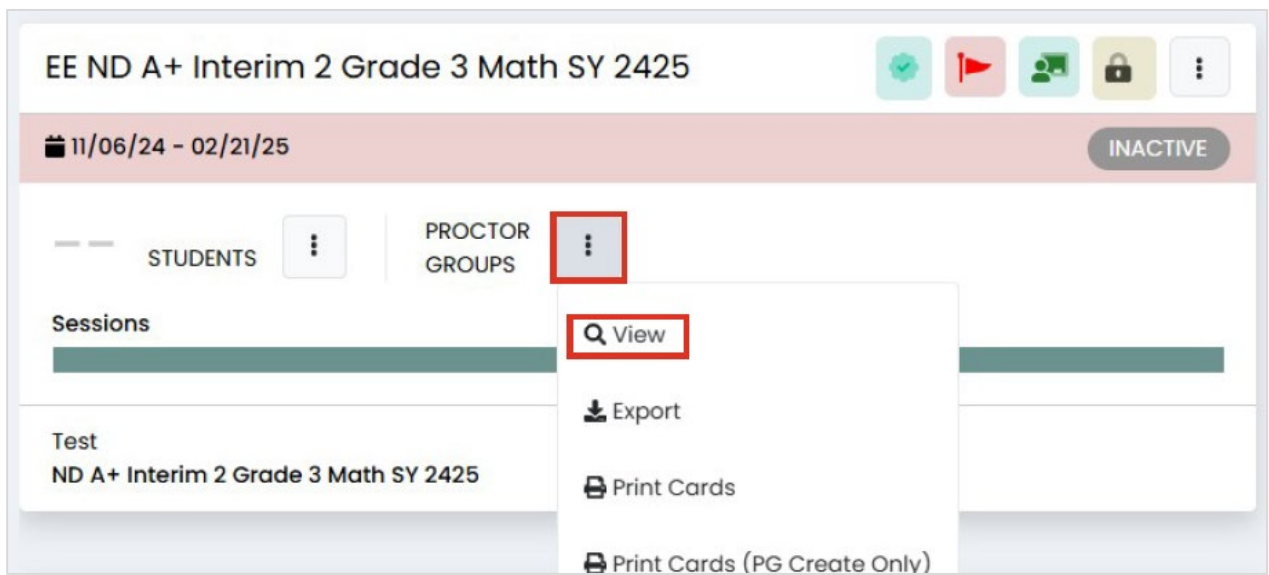 EE ND A+ Interim 2 Grade 3 Math SY 2425
11/06/24 - 02/21/25
INACTIVE
STUDENTS
PROCTOR
GROUPS
View
Sessions
Export
Test
ND A+ Interim 2 Grade 3 Math SY 2425
Print Cards
Print Cards (PG Create Only)